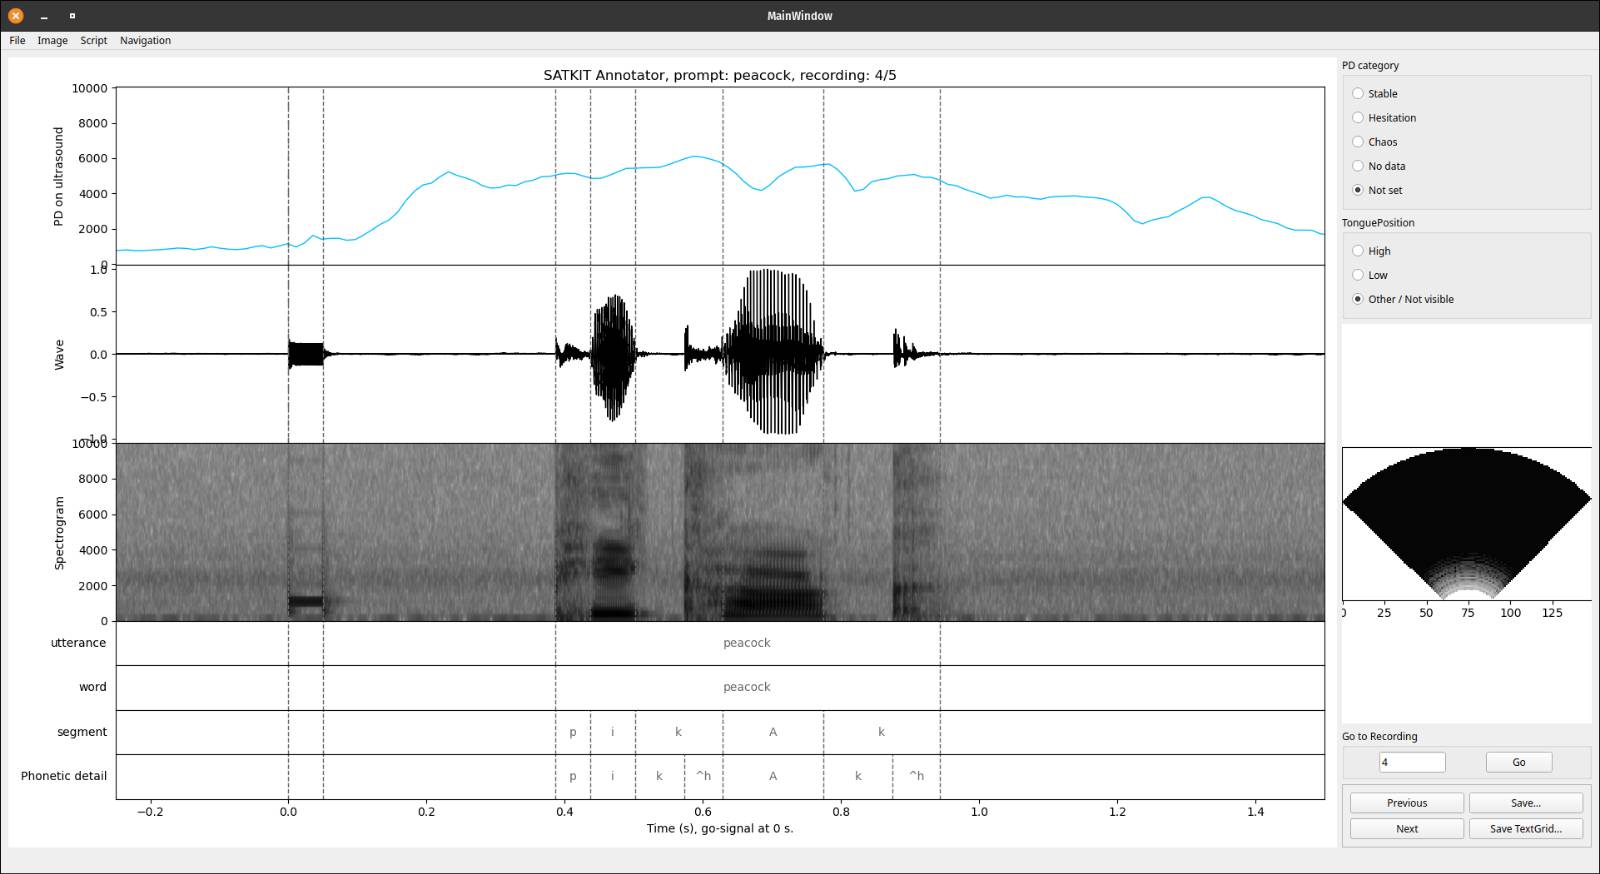 MainWindow
File Image Script Navigation
SATKIT Annotator, prompt: peacock, recording: 4/5
PD on ultrasound
10000
8000
6000
4000
2000
0
Wave
1.0
0.5
0.0
−0.5
−1.0
Spectrogram
10000
8000
6000
4000
2000
0
utterance peacock
word peacock
segment p i k A k
Phonetic detail p i k ^h A k ^h
−0.2 0.0 0.2 0.4 0.6 0.8 1.0 1.2 1.4
Time (s), go-signal at 0 s.
PD category
Stable
Hesitation
Chaos
No data
Not set
TonguePosition
High
Low
Other / Not visible
0 25 50 75 100 125
Go to Recording
4 Go
Previous Save...
Next Save TextGrid...